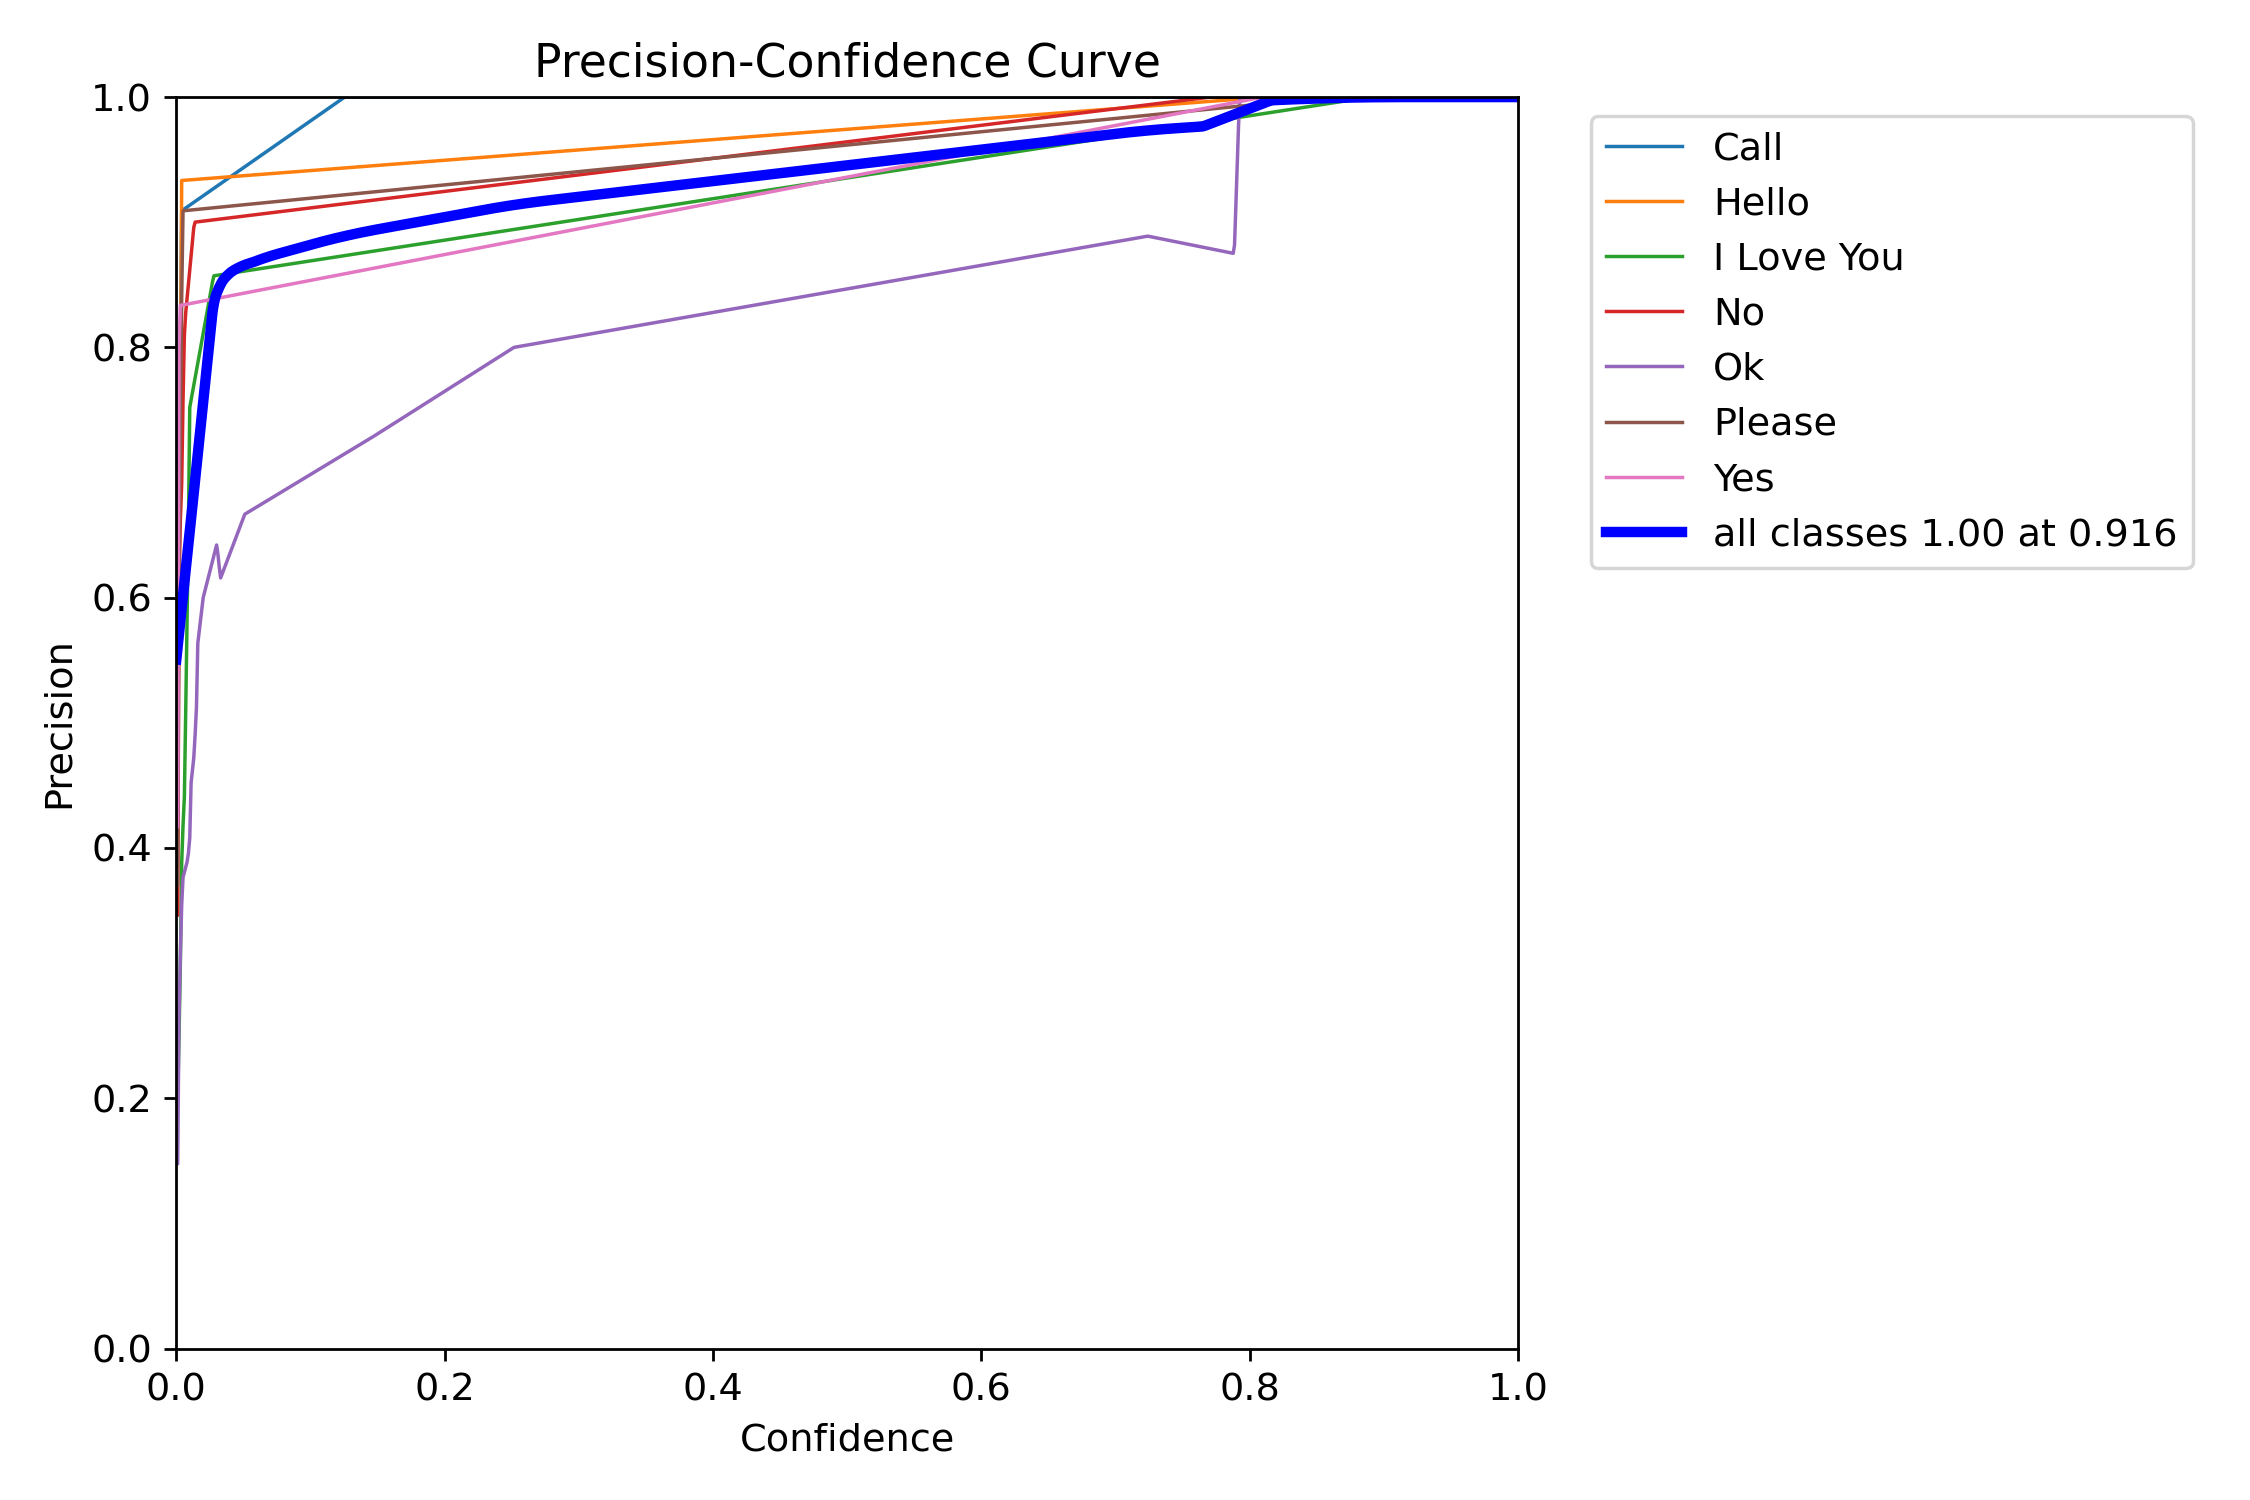 Precision-Confidence Curve
1.0
0.8
0.6
0.4
0.2
0.0
Precision
0.0 0.2 0.4 0.6 0.8 1.0
Confidence
Call
Hello
I Love You
No
Ok
Please
Yes
all classes 1.00 at 0.916